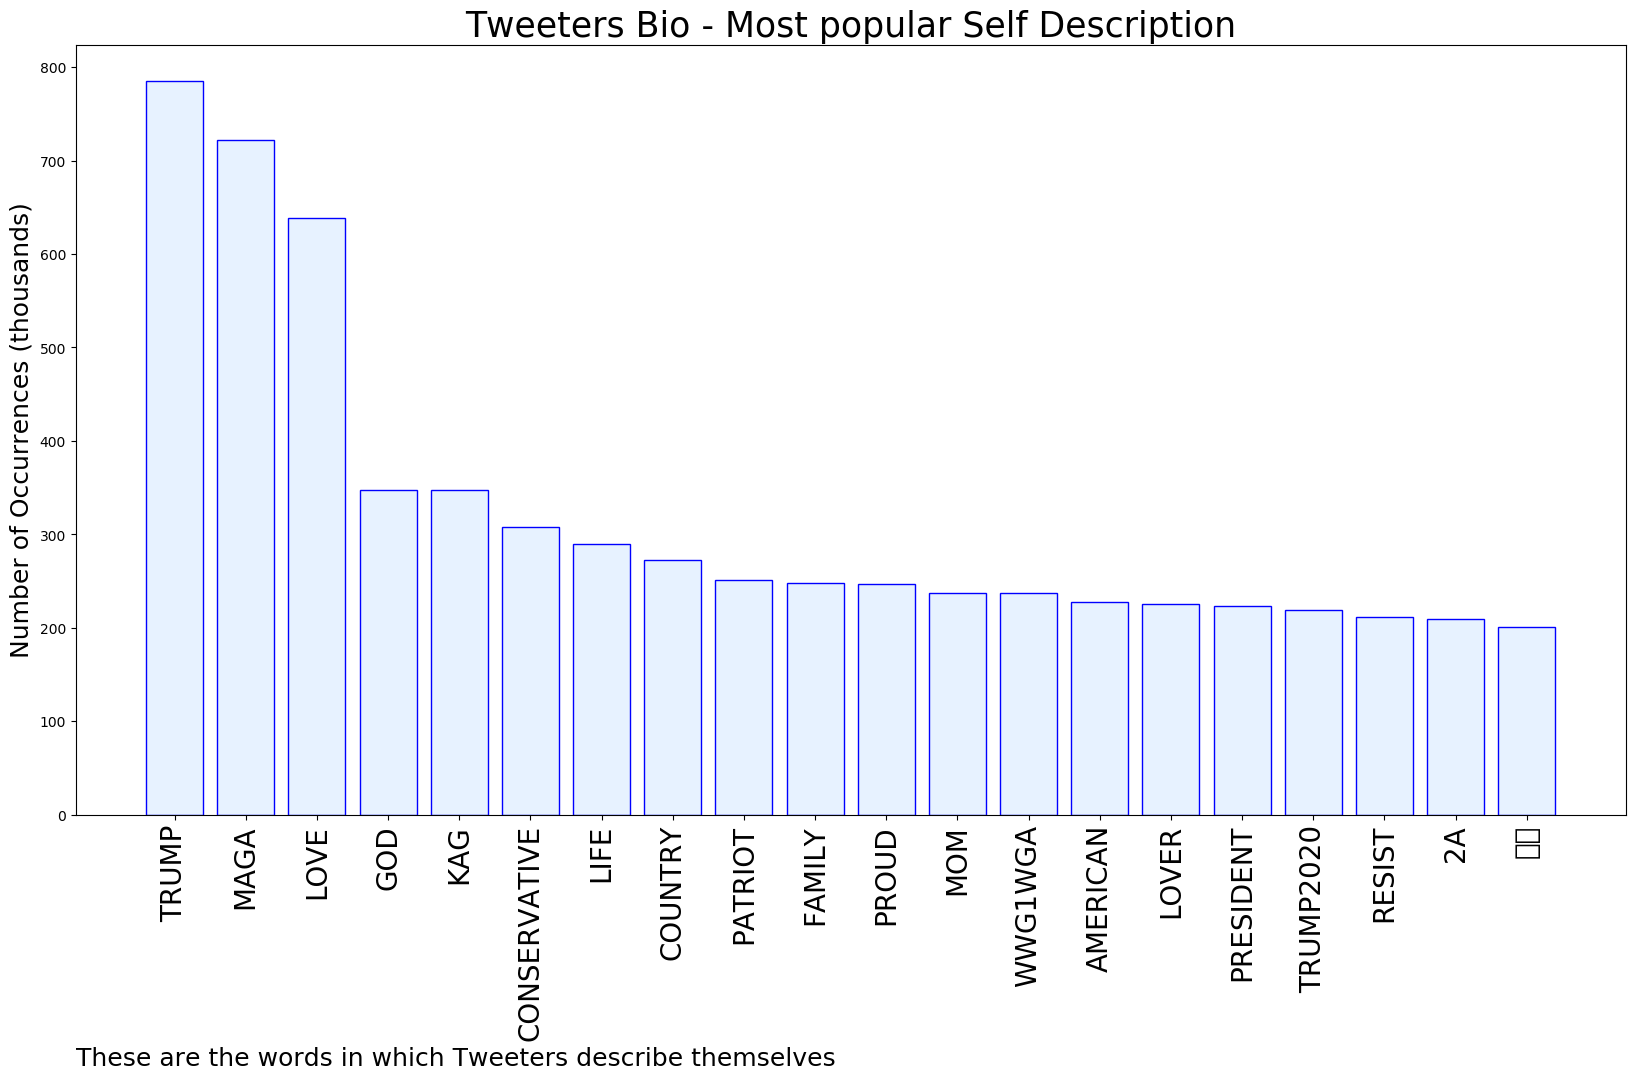 Tweeters Bio - Most popular Self Description
Number of Occurrences (thousands)
800
700
600
500
400
300
200
100
0
TRUMP
MAGA
LOVE
GOD
KAG
CONSERVATIVE
LIFE
COUNTRY
PATRIOT
FAMILY
PROUD
MOM
WWG1WGA
AMERICAN
LOVER
PRESIDENT
TRUMP2020
RESIST
2A
These are the words in which Tweeters describe themselves